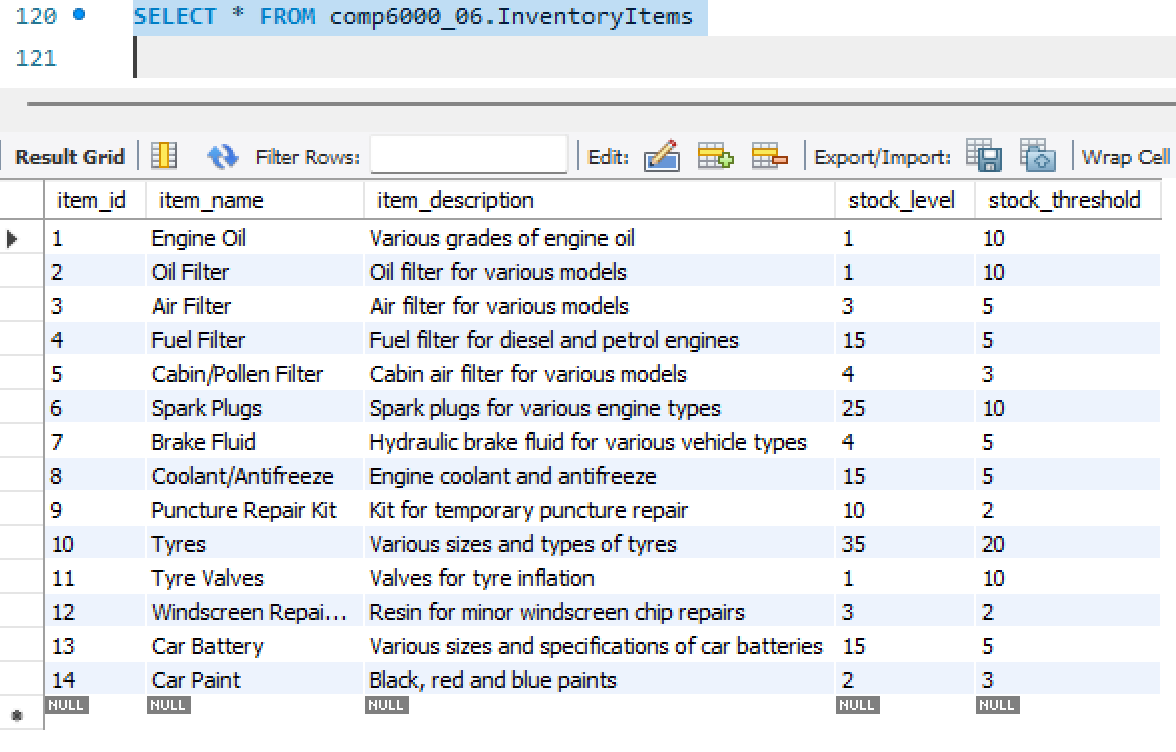 120 SELECT * FROM comp6000_06.InventoryItems
121
Result Grid Filter Rows: Edit: Export/Import: Wrap Cell
item_id item_name item_description stock_level stock_threshold
1 Engine Oil Various grades of engine oil 1 10
2 Oil Filter Oil filter for various models 1 10
3 Air Filter Air filter for various models 3 5
4 Fuel Filter Fuel filter for diesel and petrol engines 15 5
5 Cabin/Pollen Filter Cabin air filter for various models 4 3
6 Spark Plugs Spark plugs for various engine types 25 10
7 Brake Fluid Hydraulic brake fluid for various vehicle types 4 5
8 Coolant/Antifreeze Engine coolant and antifreeze 15 5
9 Puncture Repair Kit Kit for temporary puncture repair 10 2
10 Tyres Various sizes and types of tyres 35 20
11 Tyre Valves Valves for tyre inflation 1 10
12 Windscreen Repai... Resin for minor windscreen chip repairs 3 2
13 Car Battery Various sizes and specifications of car batteries 15 5
14 Car Paint Black, red and blue paints 2 3
NULL NULL NULL NULL NULL